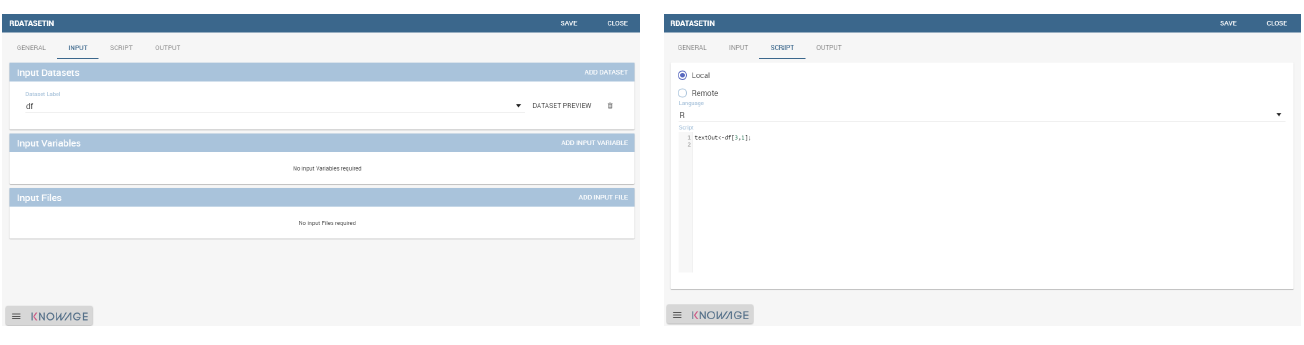 RDATASETIN SAVE CLOSE
GENERAL INPUT SCRIPT OUTPUT
Input Datasets ADD DATASET
Dataset Label
df DATASET PREVIEW
Input Variables ADD INPUT VARIABLE
No input Variables required
Input Files ADD INPUT FILE
No input Files required
KNOWAGE
RDATASETIN SAVE CLOSE
GENERAL INPUT SCRIPT OUTPUT
Local
Remote
Language
R
Script
1 textOut<-df[3,1];
2
KNOWAGE